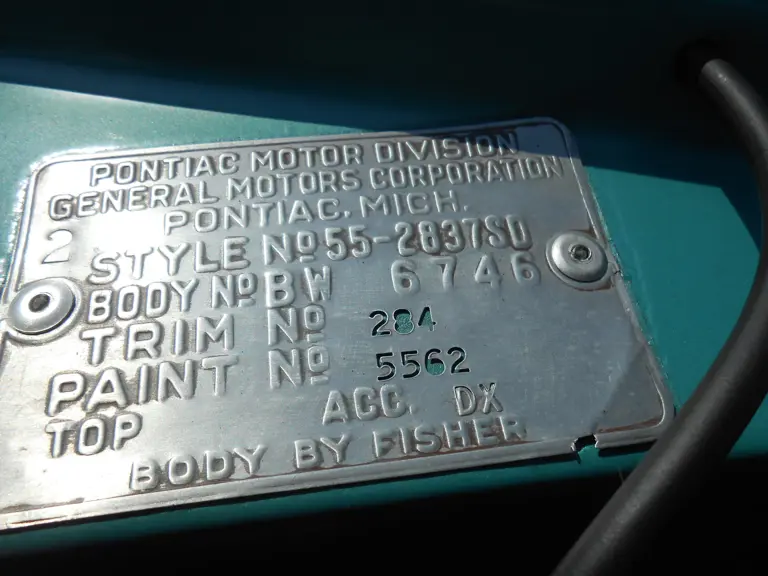 PONTIAC MOTOR DIVISION
GENERAL MOTORS CORPORATION
PONTIAC, MICH.
2
STYLE No 55-2837SD
BODY No BW 6746
TRIM No 284
PAINT No 5562
TOP ACC. DX
BODY BY FISHER